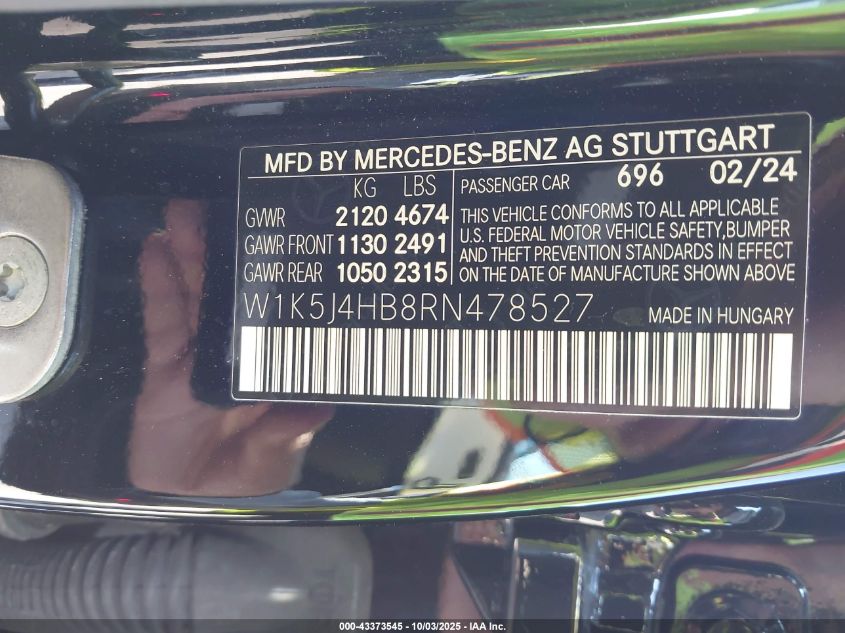 MFD BY MERCEDES-BENZ AG STUTTGART
KG LBS
GVWR 2120 4674
GAWR FRONT 1130 2491
GAWR REAR 1050 2315
PASSENGER CAR 696 02/24
THIS VEHICLE CONFORMS TO ALL APPLICABLE
U.S. FEDERAL MOTOR VEHICLE SAFETY,BUMPER
AND THEFT PREVENTION STANDARDS IN EFFECT
ON THE DATE OF MANUFACTURE SHOWN ABOVE
W1K5J4HB8RN478527 MADE IN HUNGARY
000-43373545 - 10/03/2025 - IAA Inc.